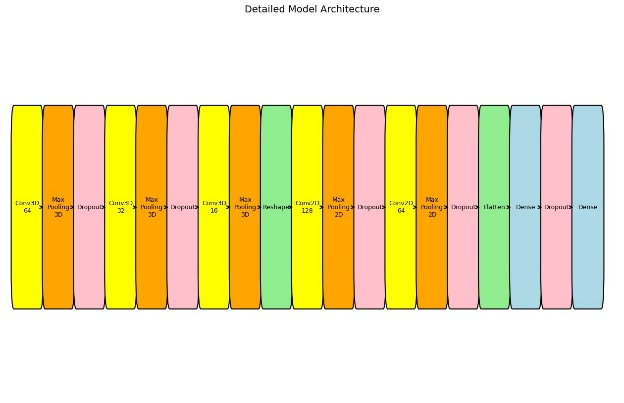 Detailed Model Architecture
Conv3D
64
Max
Pooling
3D
Dropout
Conv3D
32
Max
Pooling
3D
Dropout
Conv3D
16
Max
Pooling
3D
Reshape
Conv2D
128
Max
Pooling
2D
Dropout
Conv2D
64
Max
Pooling
2D
Dropout
Flatten
Dense
Dropout
Dense